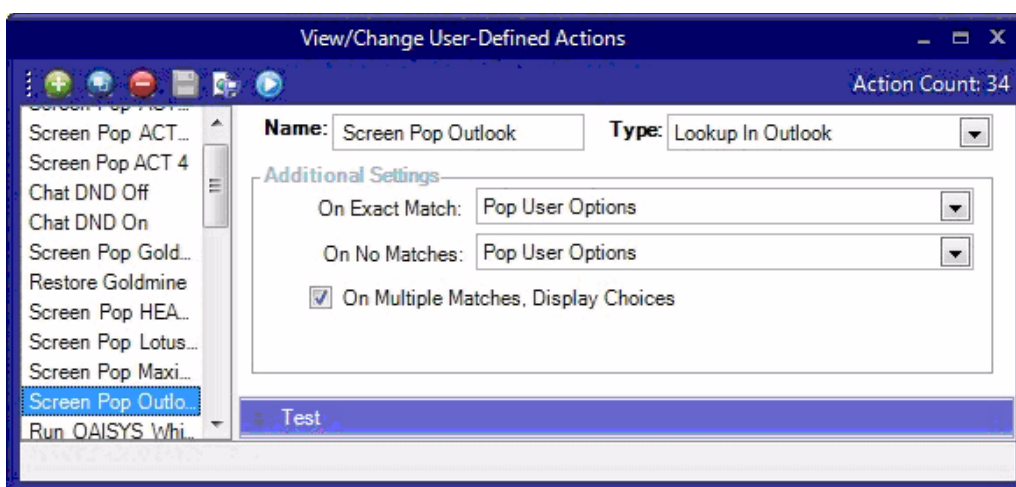 View/Change User-Defined Actions
Action Count: 34
Screen Pop ACT...
Screen Pop ACT...
Screen Pop ACT 4
Chat DND Off
Chat DND On
Screen Pop Gold...
Restore Goldmine
Screen Pop HEA...
Screen Pop Lotus...
Screen Pop Maxi...
Screen Pop Outlo...
Run OAISYS Whi...
Name: Screen Pop Outlook Type: Lookup In Outlook
Additional Settings
On Exact Match: Pop User Options
On No Matches: Pop User Options
On Multiple Matches, Display Choices
Test